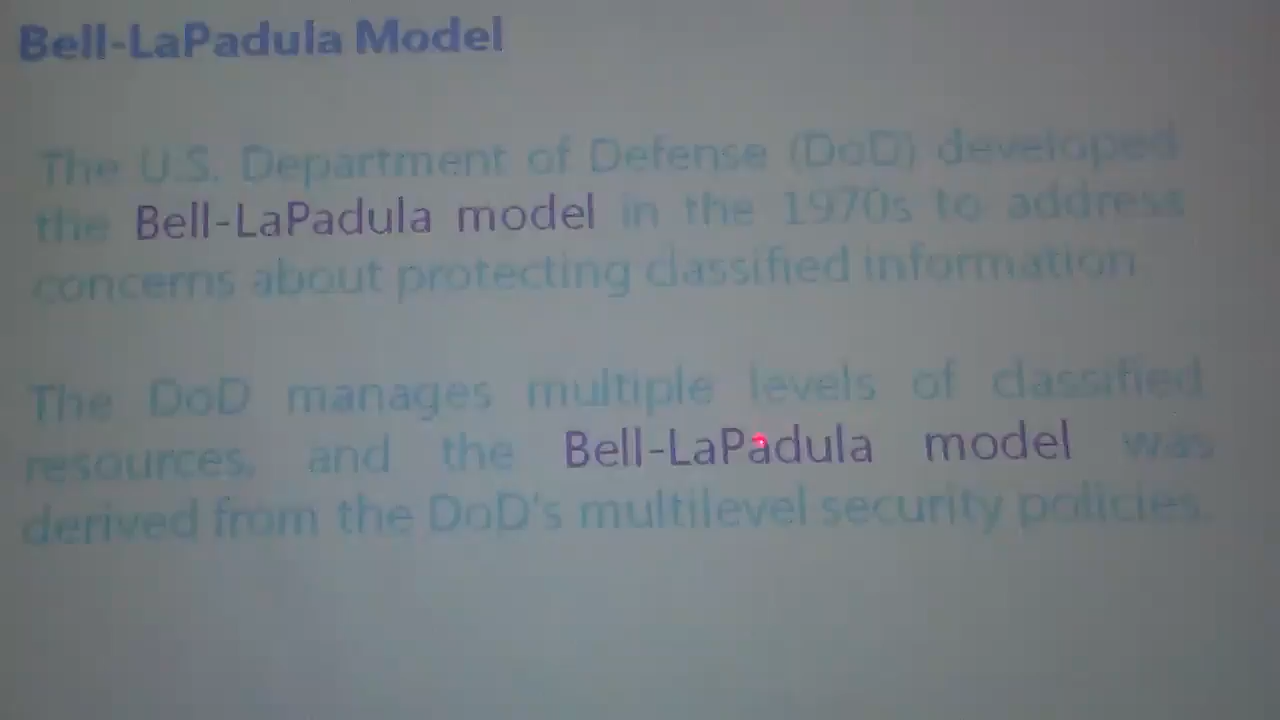 Bell-LaPadula Model
The U.S. Department of Defense (DoD) developed
the Bell-LaPadula model in the 1970s to address
concerns about protecting classified information
The DoD manages multiple levels of classified
resources, and the Bell-LaPadula model was
derived from the DoD's multilevel security policies.